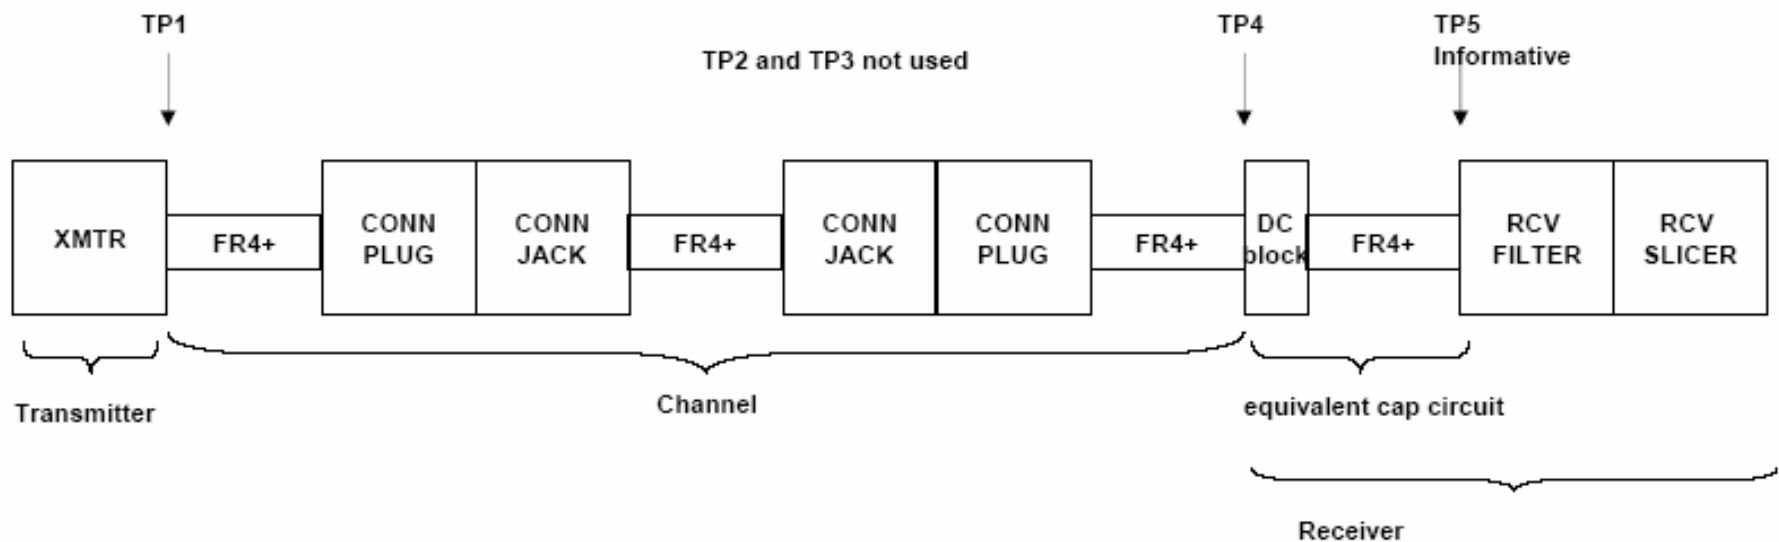 TP1
TP4
TP5
Informative
TP2 and TP3 not used
XMTR
FR4+
CONN
PLUG
CONN
JACK
FR4+
CONN
JACK
CONN
PLUG
FR4+
DC
block
FR4+
RCV
FILTER
RCV
SLICER
Transmitter
Channel
equivalent cap circuit
Receiver